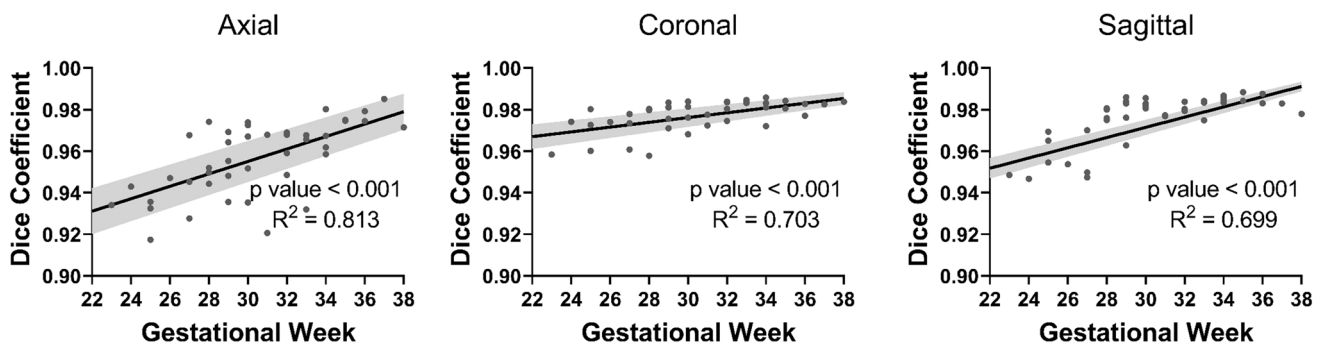 Axial
Dice Coefficient
1.00
0.98
0.96
0.94
0.92
0.90
p value < 0.001
R² = 0.813
22 24 26 28 30 32 34 36 38
Gestational Week
Coronal
Dice Coefficient
1.00
0.98
0.96
0.94
0.92
0.90
p value < 0.001
R² = 0.703
22 24 26 28 30 32 34 36 38
Gestational Week
Sagittal
Dice Coefficient
1.00
0.98
0.96
0.94
0.92
0.90
p value < 0.001
R² = 0.699
22 24 26 28 30 32 34 36 38
Gestational Week